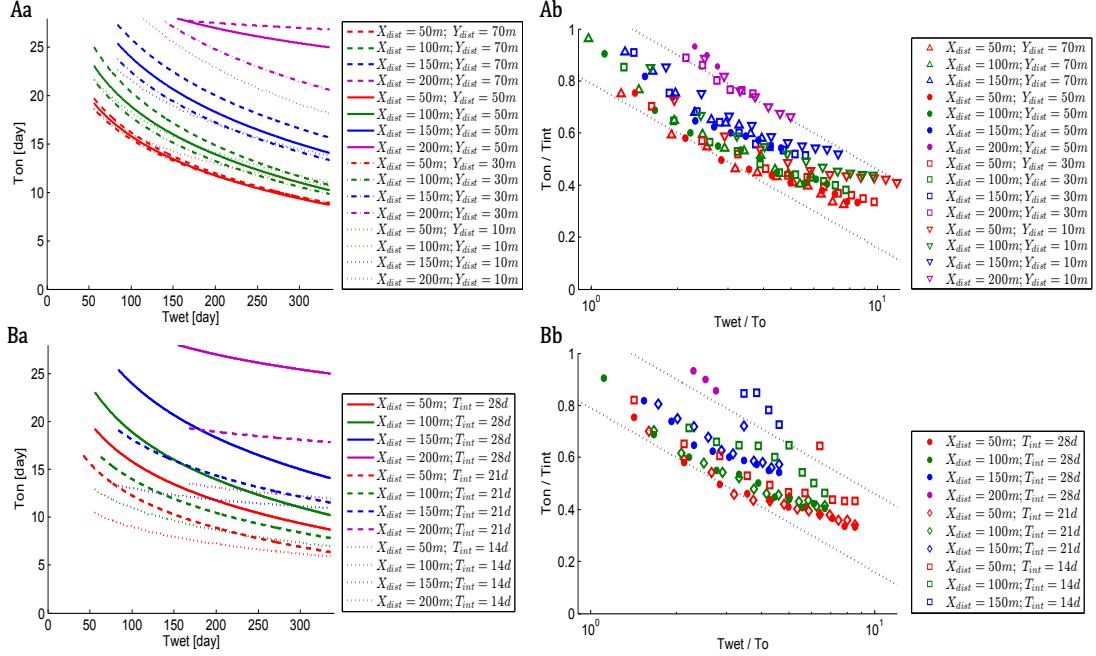 Aa
Ton [day]
25
20
15
10
5
0
0 50 100 150 200 250 300
Twet [day]
X_dist = 50m; Y_dist = 70m
X_dist = 100m; Y_dist = 70
X_dist = 150m; Y_dist = 70
X_dist = 200m; Y_dist = 70
X_dist = 50m; Y_dist = 50m
X_dist = 100m; Y_dist = 50m
X_dist = 150m; Y_dist = 50m
X_dist = 200m; Y_dist = 50m
X_dist = 50m; Y_dist = 30m
X_dist = 100m; Y_dist = 30m
X_dist = 150m; Y_dist = 30m
X_dist = 200m; Y_dist = 30m
X_dist = 50m; Y_dist = 10m
X_dist = 100m; Y_dist = 10m
X_dist = 150m; Y_dist = 10m
X_dist = 200m; Y_dist = 10m
Ab
Ton / Tint
1
0.8
0.6
0.4
0.2
0
10^0 10^1
Twet / To
X_dist = 50m; Y_dist = 70m
X_dist = 100m; Y_dist = 70m
X_dist = 150m; Y_dist = 70m
X_dist = 200m; Y_dist = 70m
X_dist = 50m; Y_dist = 50m
X_dist = 100m; Y_dist = 50m
X_dist = 150m; Y_dist = 50m
X_dist = 200m; Y_dist = 50m
X_dist = 50m; Y_dist = 30m
X_dist = 100m; Y_dist = 30m
X_dist = 150m; Y_dist = 30m
X_dist = 200m; Y_dist = 30m
X_dist = 50m; Y_dist = 10m
X_dist = 100m; Y_dist = 10m
X_dist = 150m; Y_dist = 10m
X_dist = 200m; Y_dist = 10m
Ba
Ton [day]
25
20
15
10
5
0
0 50 100 150 200 250 300
Twet [day]
X_dist = 50m; T_int = 28d
X_dist = 100m; T_int = 28d
X_dist = 150m; T_int = 28d
X_dist = 200m; T_int = 28d
X_dist = 50m; T_int = 21d
X_dist = 100m; T_int = 21d
X_dist = 150m; T_int = 21d
X_dist = 200m; T_int = 21d
X_dist = 50m; T_int = 14d
X_dist = 100m; T_int = 14d
X_dist = 150m; T_int = 14d
X_dist = 200m; T_int = 14d
Bb
Ton / Tint
1
0.8
0.6
0.4
0.2
0
10^0 10^1
Twet / To
X_dist = 50m; T_int = 28d
X_dist = 100m; T_int = 28d
X_dist = 150m; T_int = 28d
X_dist = 200m; T_int = 28d
X_dist = 50m; T_int = 21d
X_dist = 100m; T_int = 21d
X_dist = 150m; T_int = 21d
X_dist = 50m; T_int = 14d
X_dist = 100m; T_int = 14d
X_dist = 150m; T_int = 14d